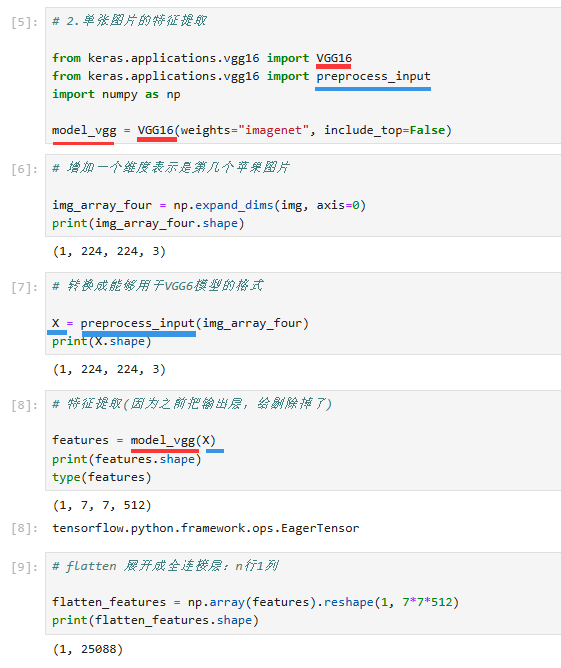 [5]:
# 2.单张图片的特征提取
from keras.applications.vgg16 import VGG16
from keras.applications.vgg16 import preprocess_input
import numpy as np
model_vgg = VGG16(weights="imagenet", include_top=False)
[6]:
# 增加一个维度表示是第几个苹果图片
img_array_four = np.expand_dims(img, axis=0)
print(img_array_four.shape)
(1, 224, 224, 3)
[7]:
# 转换成能够用于VGG6模型的格式
X = preprocess_input(img_array_four)
print(X.shape)
(1, 224, 224, 3)
[8]:
# 特征提取(因为之前把输出层，给剔除掉了)
features = model_vgg(X)
print(features.shape)
type(features)
(1, 7, 7, 512)
[8]: tensorflow.python.framework.ops.EagerTensor
[9]:
# flatten 展开成全连接层：n行1列
flatten_features = np.array(features).reshape(1, 7*7*512)
print(flatten_features.shape)
(1, 25088)